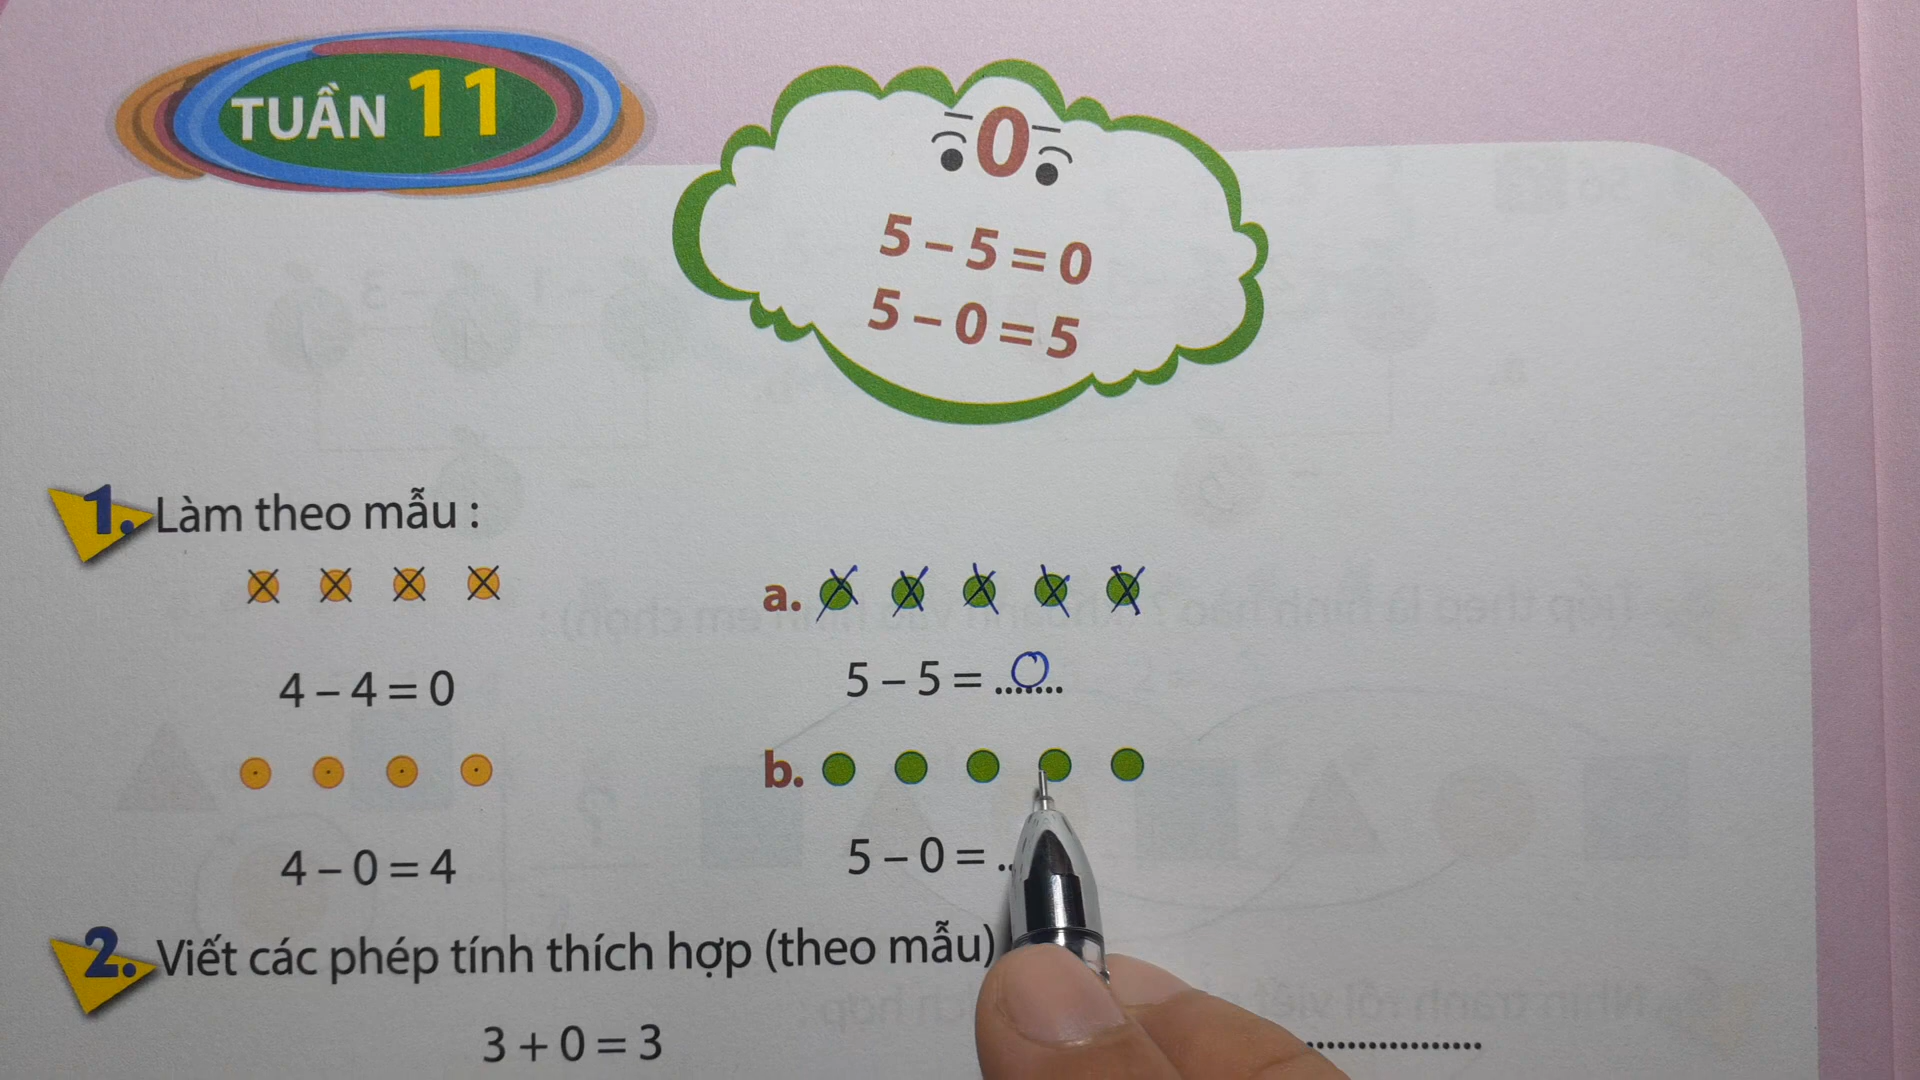 TUẦN 11
0
5 – 5 = 0
5 – 0 = 5
1. Làm theo mẫu :
4 – 4 = 0
a.
5 – 5 = ...0...
4 – 0 = 4
b.
5 – 0 = ..
2. Viết các phép tính thích hợp (theo mẫu)
3 + 0 = 3